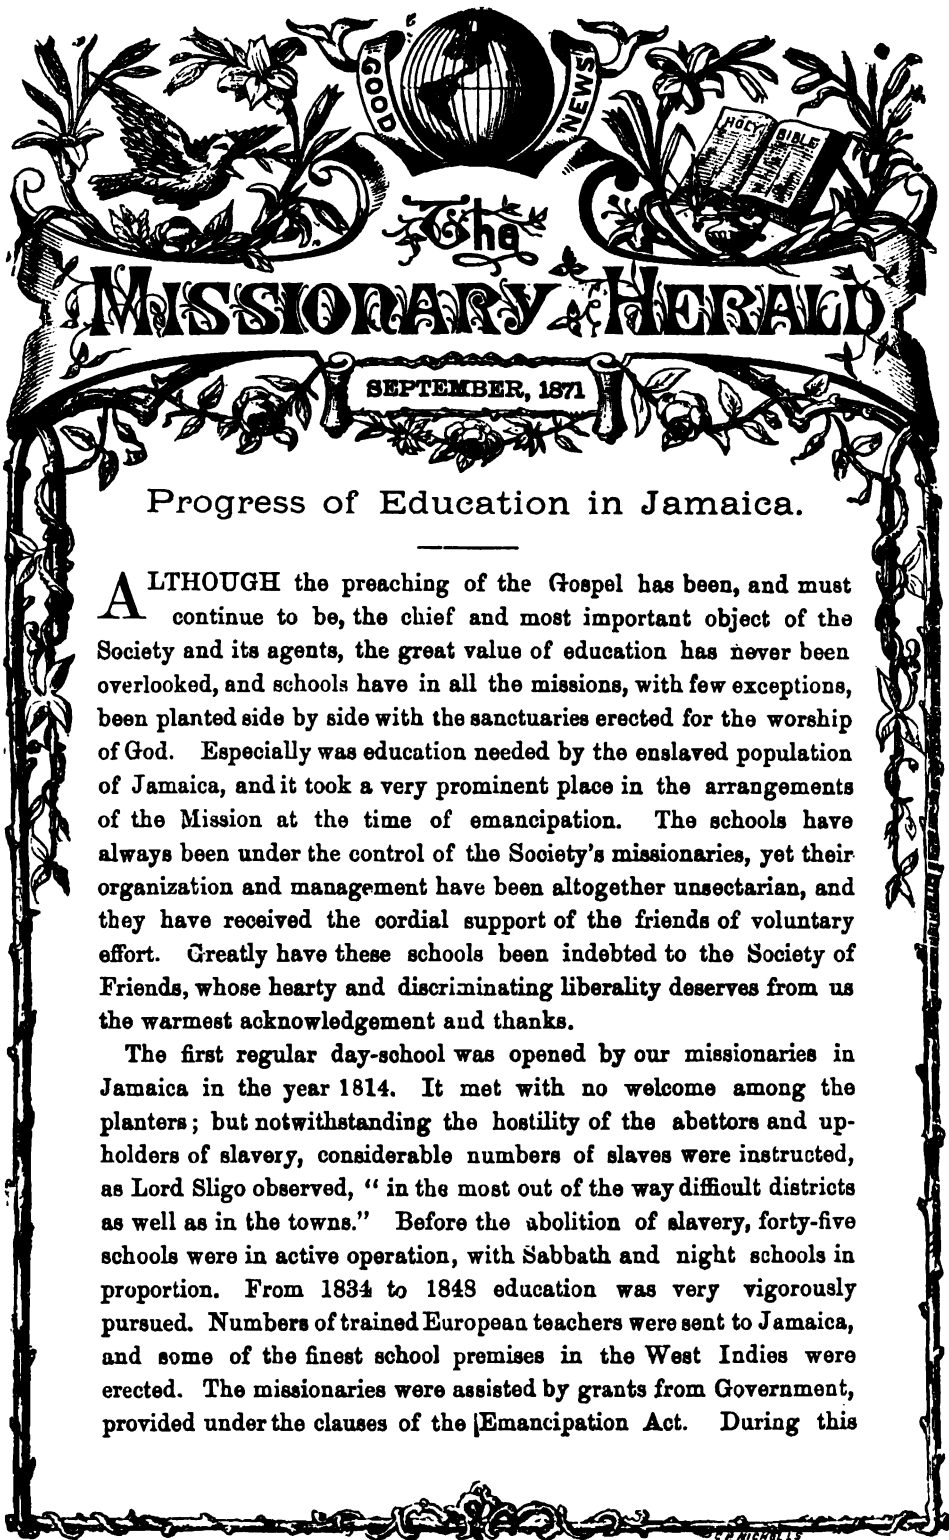 GOOD NEWS
HOLY BIBLE
The
MISSIONARY HERALD
SEPTEMBER, 1871
Progress of Education in Jamaica.
ALTHOUGH the preaching of the Gospel has been, and must
continue to be, the chief and most important object of the
Society and its agents, the great value of education has never been
overlooked, and schools have in all the missions, with few exceptions,
been planted side by side with the sanctuaries erected for the worship
of God. Especially was education needed by the enslaved population
of Jamaica, and it took a very prominent place in the arrangements
of the Mission at the time of emancipation. The schools have
always been under the control of the Society's missionaries, yet their
organization and management have been altogether unsectarian, and
they have received the cordial support of the friends of voluntary
effort. Greatly have these schools been indebted to the Society of
Friends, whose hearty and discriminating liberality deserves from us
the warmest acknowledgement and thanks.
The first regular day-school was opened by our missionaries in
Jamaica in the year 1814. It met with no welcome among the
planters; but notwithstanding the hostility of the abettors and up-
holders of slavery, considerable numbers of slaves were instructed,
as Lord Sligo observed, "in the most out of the way difficult districts
as well as in the towns." Before the abolition of slavery, forty-five
schools were in active operation, with Sabbath and night schools in
proportion. From 1834 to 1848 education was very vigorously
pursued. Numbers of trained European teachers were sent to Jamaica,
and some of the finest school premises in the West Indies were
erected. The missionaries were assisted by grants from Government,
provided under the clauses of the Emancipation Act. During this
C P NICHOLLS